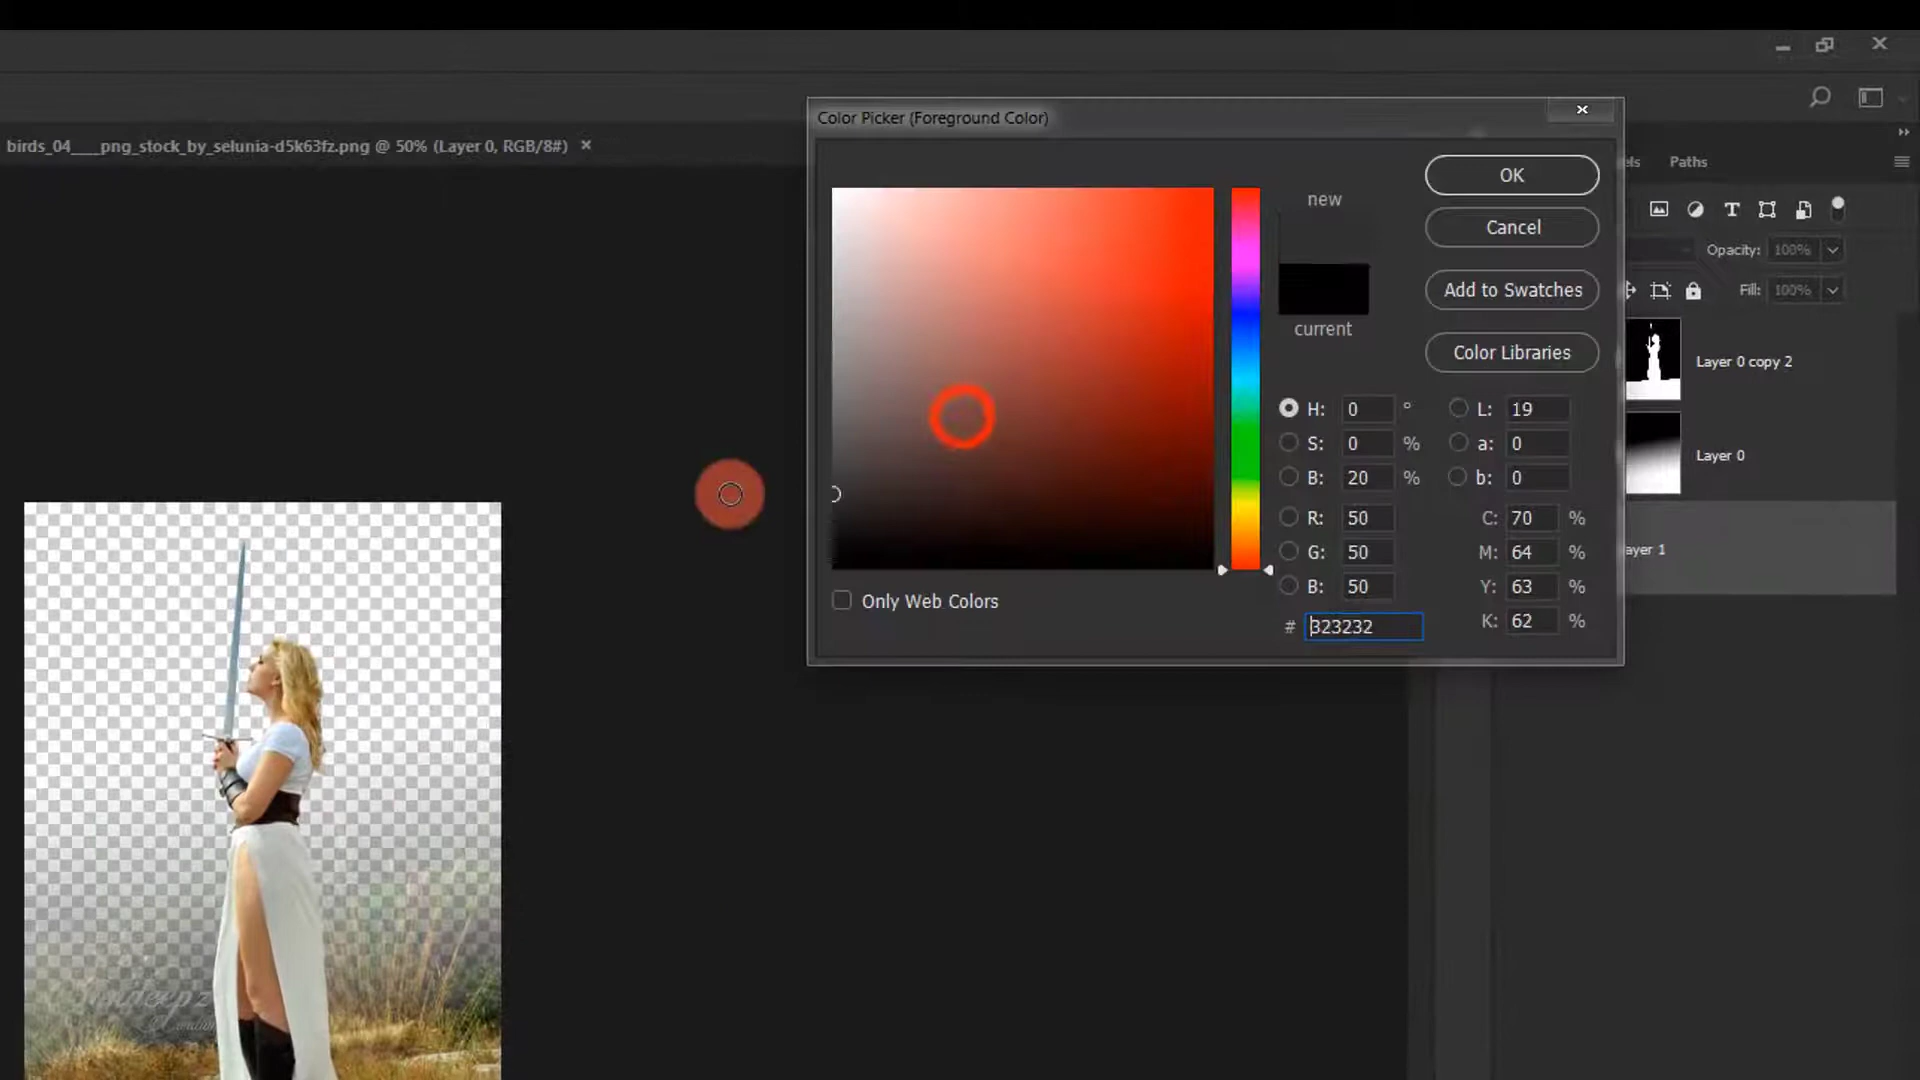 birds_04____png_stock_by_selunia-d5k63fz.png @ 50% (Layer 0, RGB/8#)
Color Picker (Foreground Color)
new
current
OK
Cancel
Add to Swatches
Color Libraries
H: 0 °
S: 0 %
B: 20 %
R: 50
G: 50
B: 50
# 323232
L: 19
a: 0
b: 0
C: 70 %
M: 64 %
Y: 63 %
K: 62 %
Only Web Colors
Paths
Opacity: 100%
Fill: 100%
Layer 0 copy 2
Layer 0
ayer 1